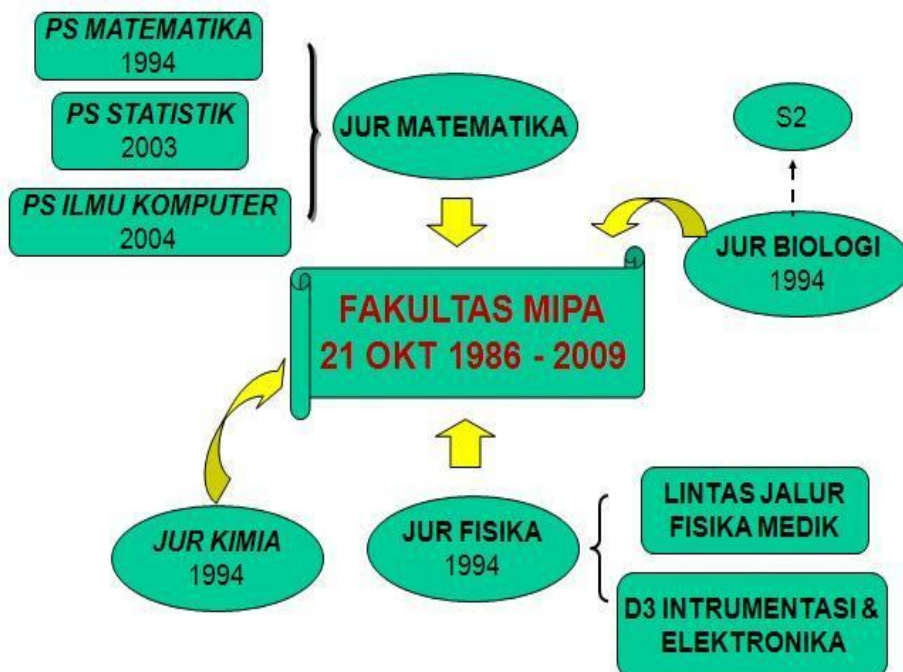 PS MATEMATIKA
1994
PS STATISTIK
2003
PS ILMU KOMPUTER
2004
JUR MATEMATIKA
S2
JUR BIOLOGI
1994
FAKULTAS MIPA
21 OKT 1986 - 2009
JUR KIMIA
1994
JUR FISIKA
1994
LINTAS JALUR
FISIKA MEDIK
D3 INTRUMENTASI &
ELEKTRONIKA